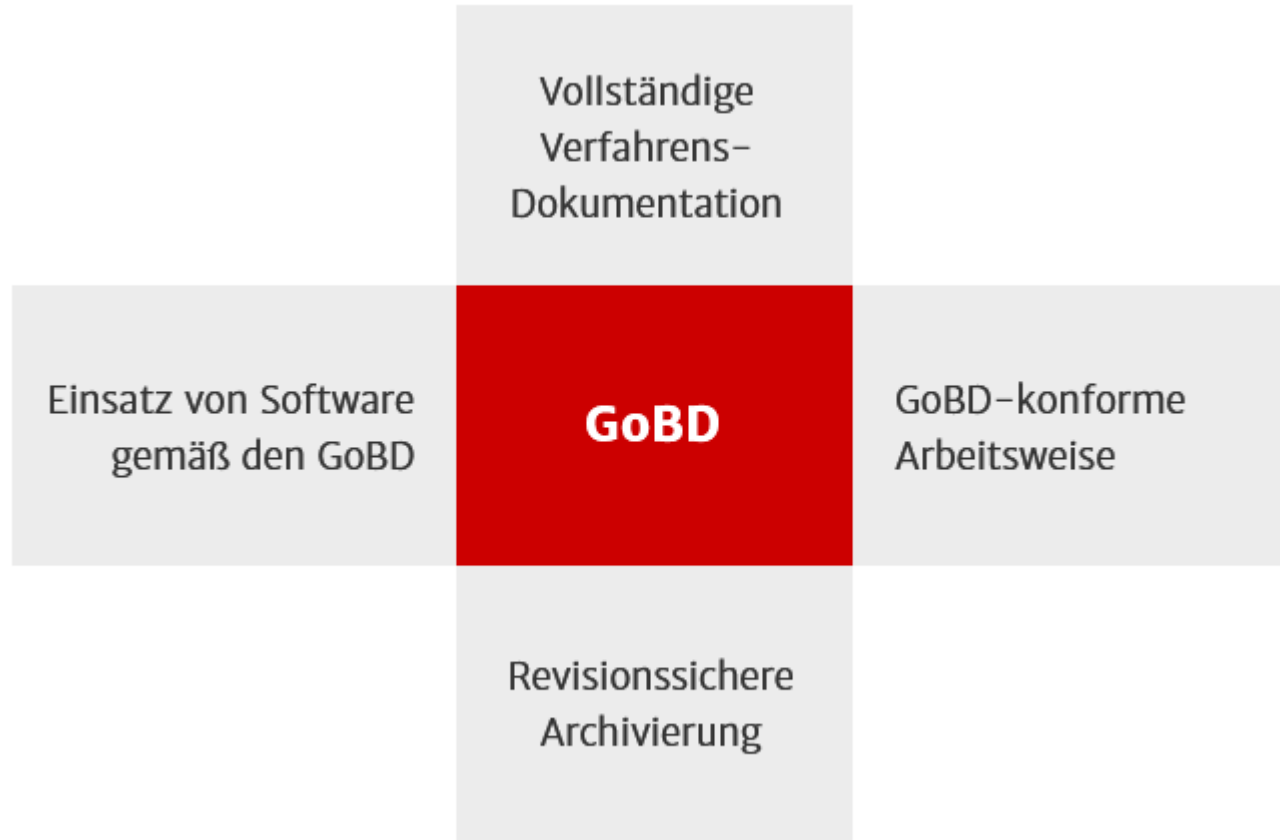 Vollständige
Verfahrens-
Dokumentation
Einsatz von Software
gemäß den GoBD
GoBD
GoBD-konforme
Arbeitsweise
Revisionssichere
Archivierung